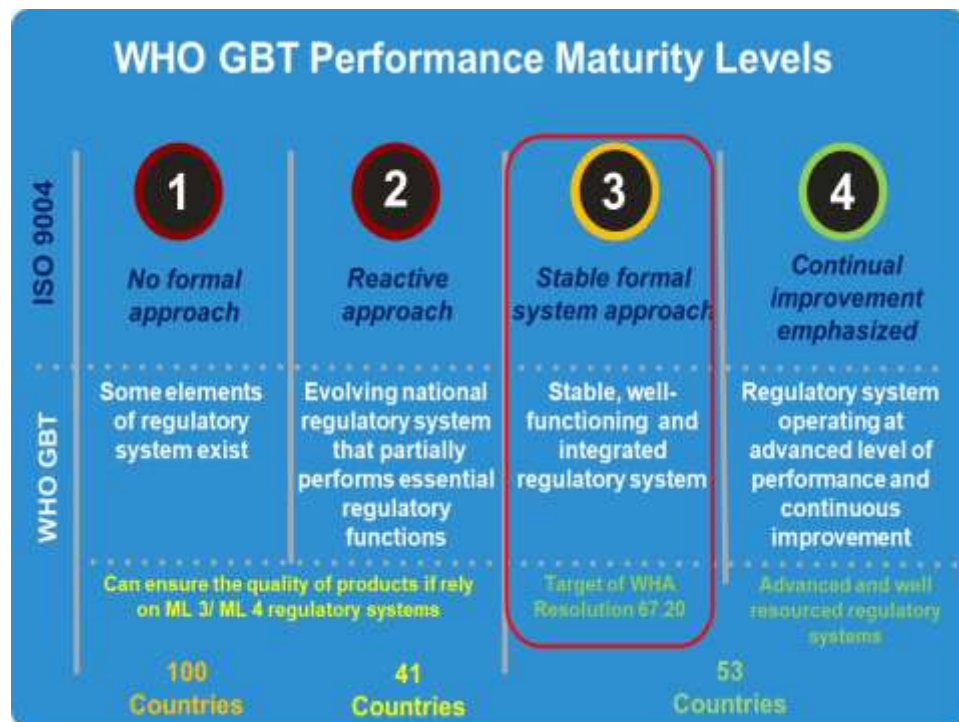 WHO GBT Performance Maturity Levels
ISO 9004
1
No formal
approach
2
Reactive
approach
3
Stable formal
system approach
4
Continual
improvement
emphasized
WHO GBT
Some elements
of regulatory
system exist
Evolving national
regulatory system
that partially
performs essential
regulatory
functions
Stable, well-
functioning and
integrated
regulatory system
Regulatory system
operating at
advanced level of
performance and
continuous
improvement
Can ensure the quality of products if rely
on ML 3/ ML 4 regulatory systems
Target of WHA
Resolution 67.20
Advanced and well
resourced regulatory
systems
100
Countries
41
Countries
53
Countries